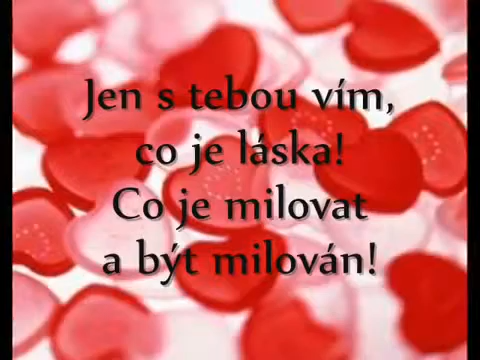 Jen s tebou vím,
co je láska!
Co je milovat
a být milován!